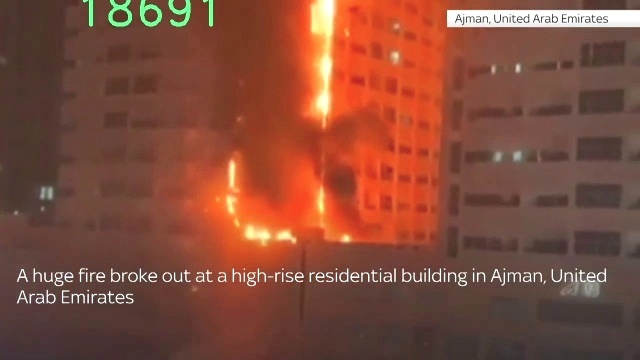 18691
Ajman, United Arab Emirates
A huge fire broke out at a high-rise residential building in Ajman, United
Arab Emirates